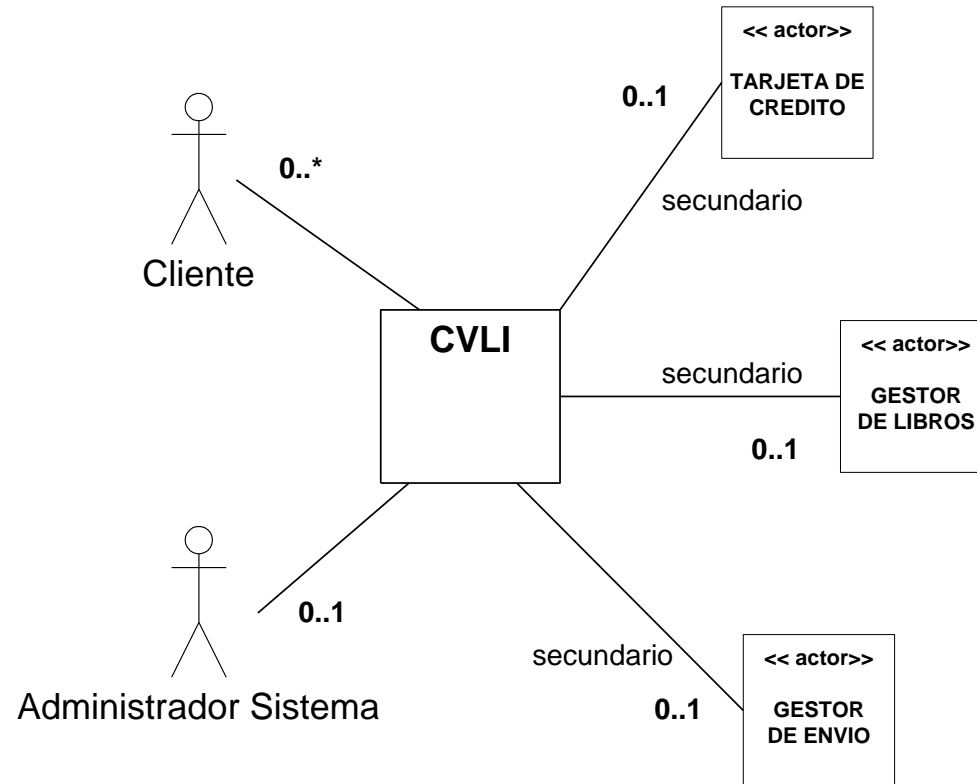 << actor>>
TARJETA DE
CREDITO
0..1
0..*
secundario
Cliente
CVLI
<< actor>>
secundario
GESTOR
DE LIBROS
0..1
0..1
secundario
<< actor>>
Administrador Sistema
0..1
GESTOR
DE ENVIO